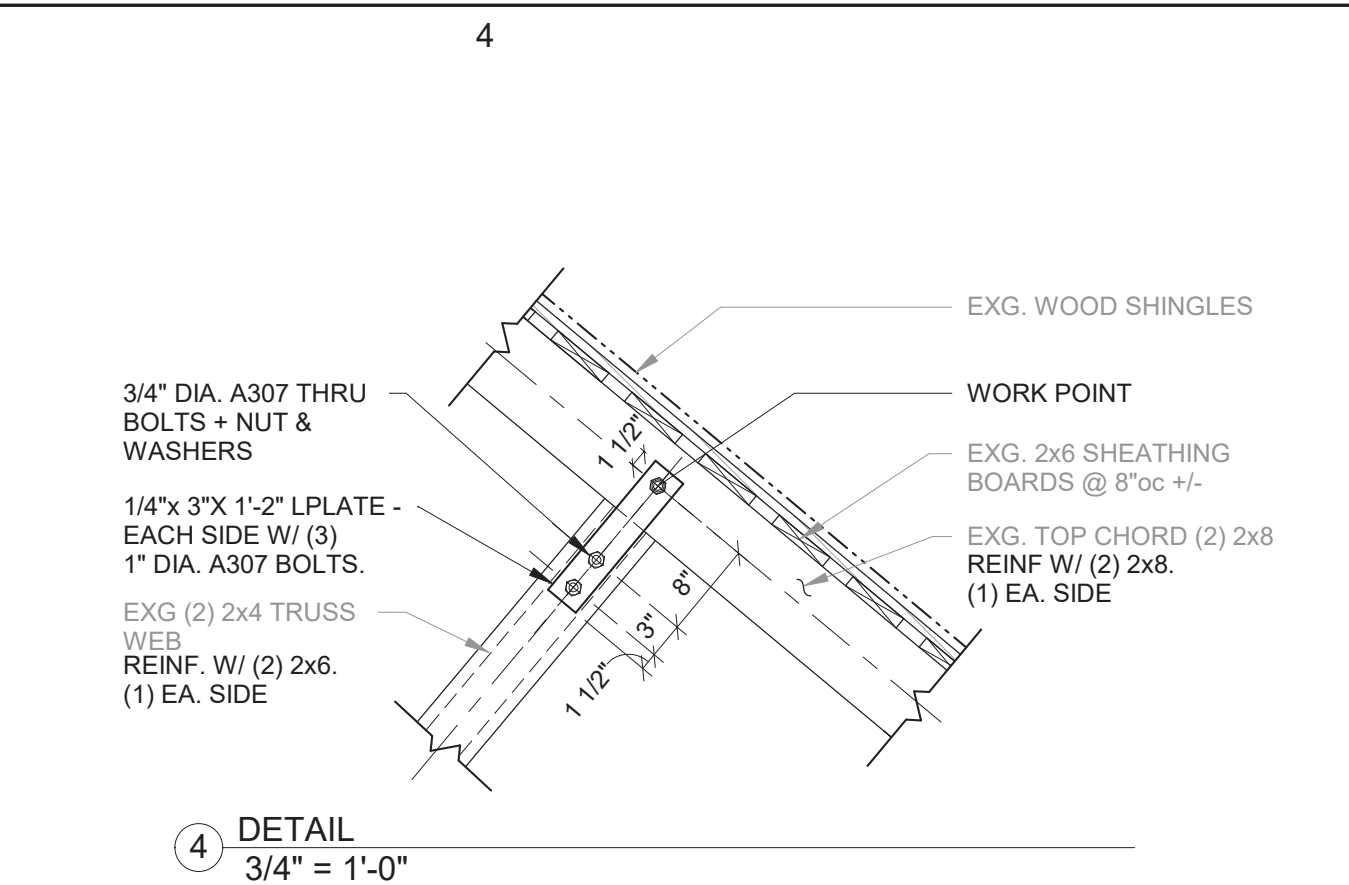 4
EXG. WOOD SHINGLES
3/4" DIA. A307 THRU
BOLTS + NUT &
WASHERS
WORK POINT
1 1/2"
EXG. 2x6 SHEATHING
BOARDS @ 8"oc +/-
1/4"x 3"X 1'-2" LPLATE -
EACH SIDE W/ (3)
1" DIA. A307 BOLTS.
EXG. TOP CHORD (2) 2x8
REINF W/ (2) 2x8.
(1) EA. SIDE
EXG (2) 2x4 TRUSS
WEB
REINF. W/ (2) 2x6.
(1) EA. SIDE
8"
3"
1 1/2"
4
DETAIL
3/4" = 1'-0"